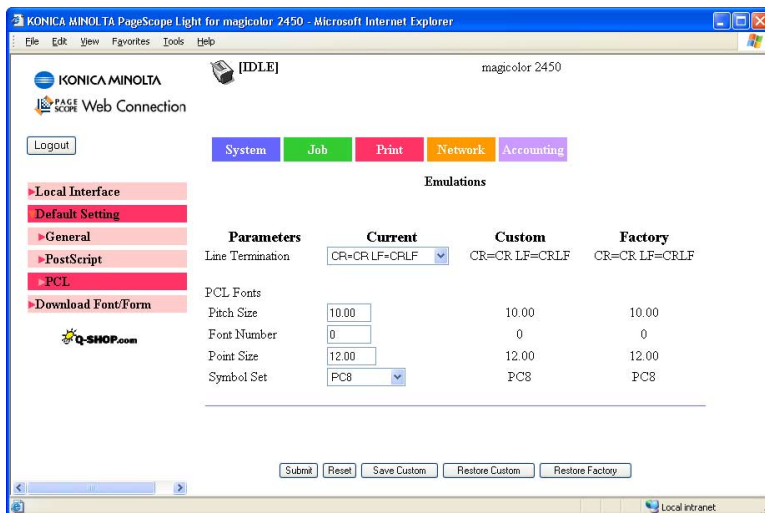 KONICA MINOLTA PageScope Light for magicolor 2450 - Microsoft Internet Explorer
File Edit View Favorites Tools Help
KONICA MINOLTA
PAGE SCOPE Web Connection
[IDLE]
magicolor 2450
Logout
System Job Print Network Accounting
Emulations
Local Interface
Default Setting
General
PostScript
PCL
Download Font/Form
Q-SHOP.com
Parameters Current Custom Factory
Line Termination CR=CR LF=CRLF CR=CR LF=CRLF CR=CR LF=CRLF
PCL Fonts
Pitch Size 10.00 10.00 10.00
Font Number 0 0 0
Point Size 12.00 12.00 12.00
Symbol Set PC8 PC8 PC8
Submit Reset Save Custom Restore Custom Restore Factory
Local intranet